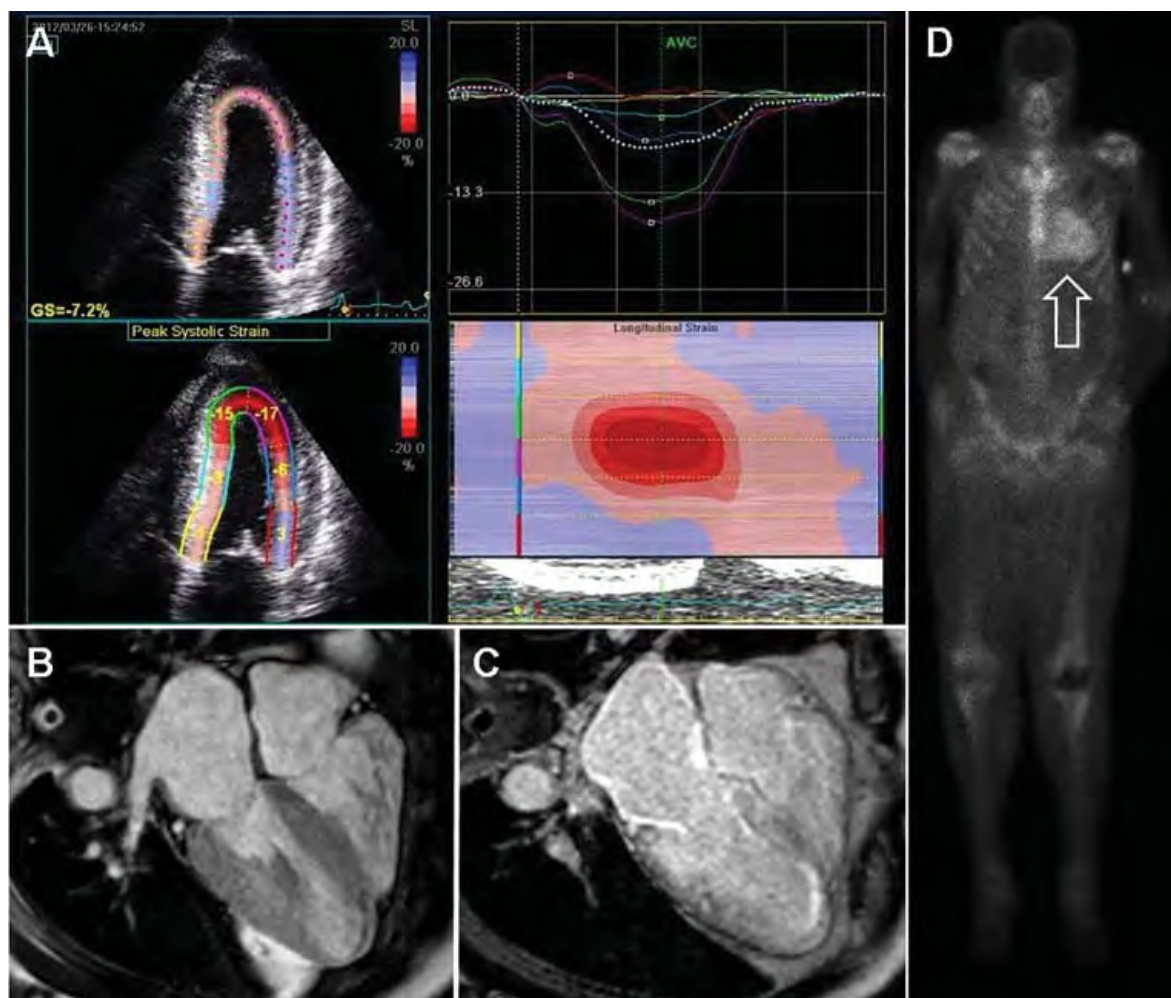 A
2012/03/26-15:24:52
SL
20.0
-20.0
%
GS=-7.2%
AVC
0.0
-13.3
-26.6
D
Peak Systolic Strain
20.0
-15
-17
-6
3
-20.0
%
Longitudinal Strain
B
C